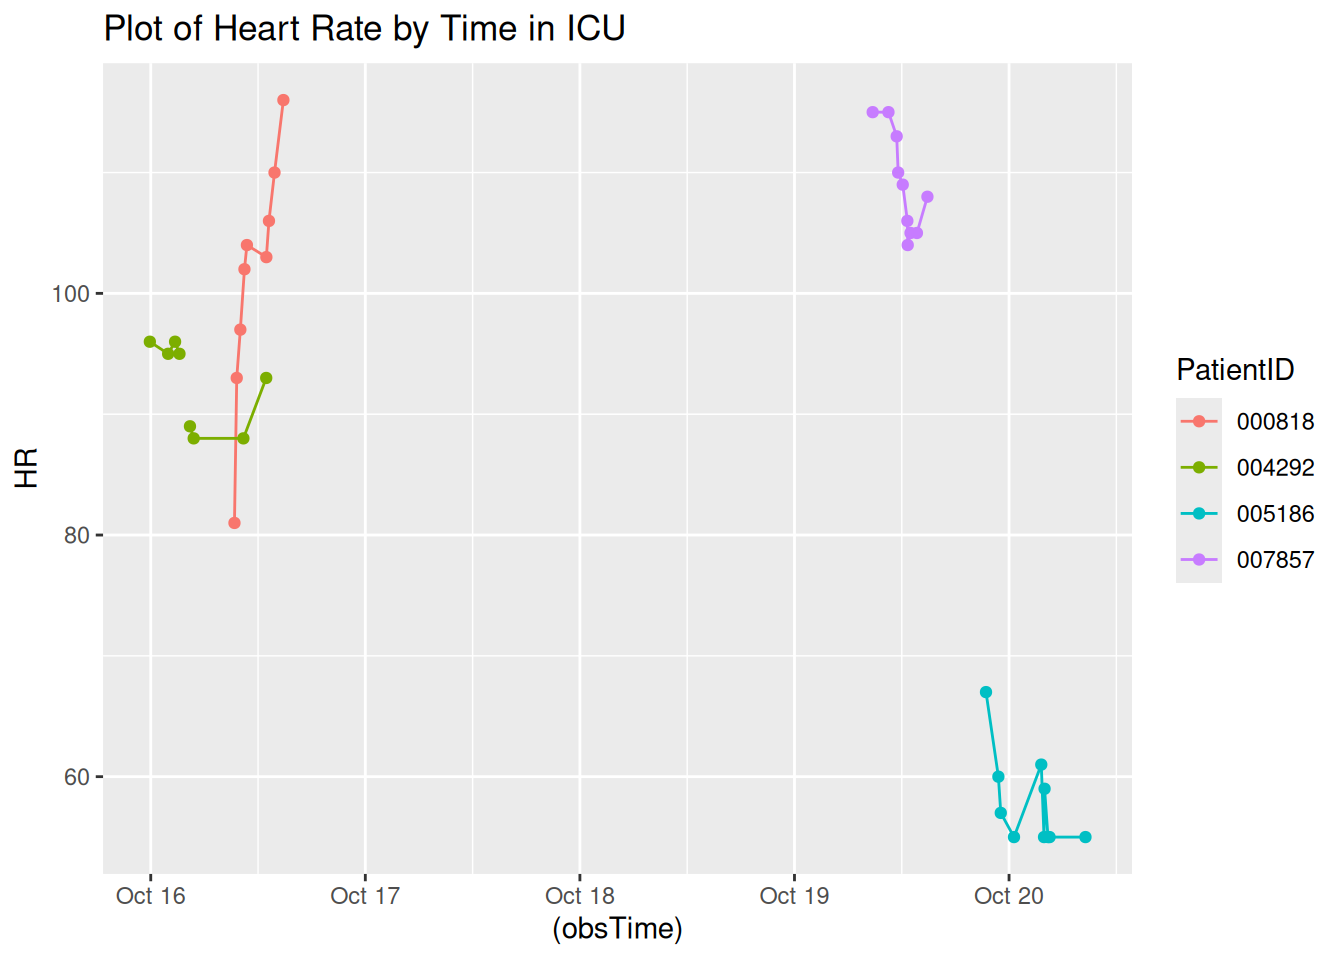 Plot of Heart Rate by Time in ICU
HR
100
80
60
Oct 16
Oct 17
Oct 18
Oct 19
Oct 20
(obsTime)
PatientID
000818
004292
005186
007857